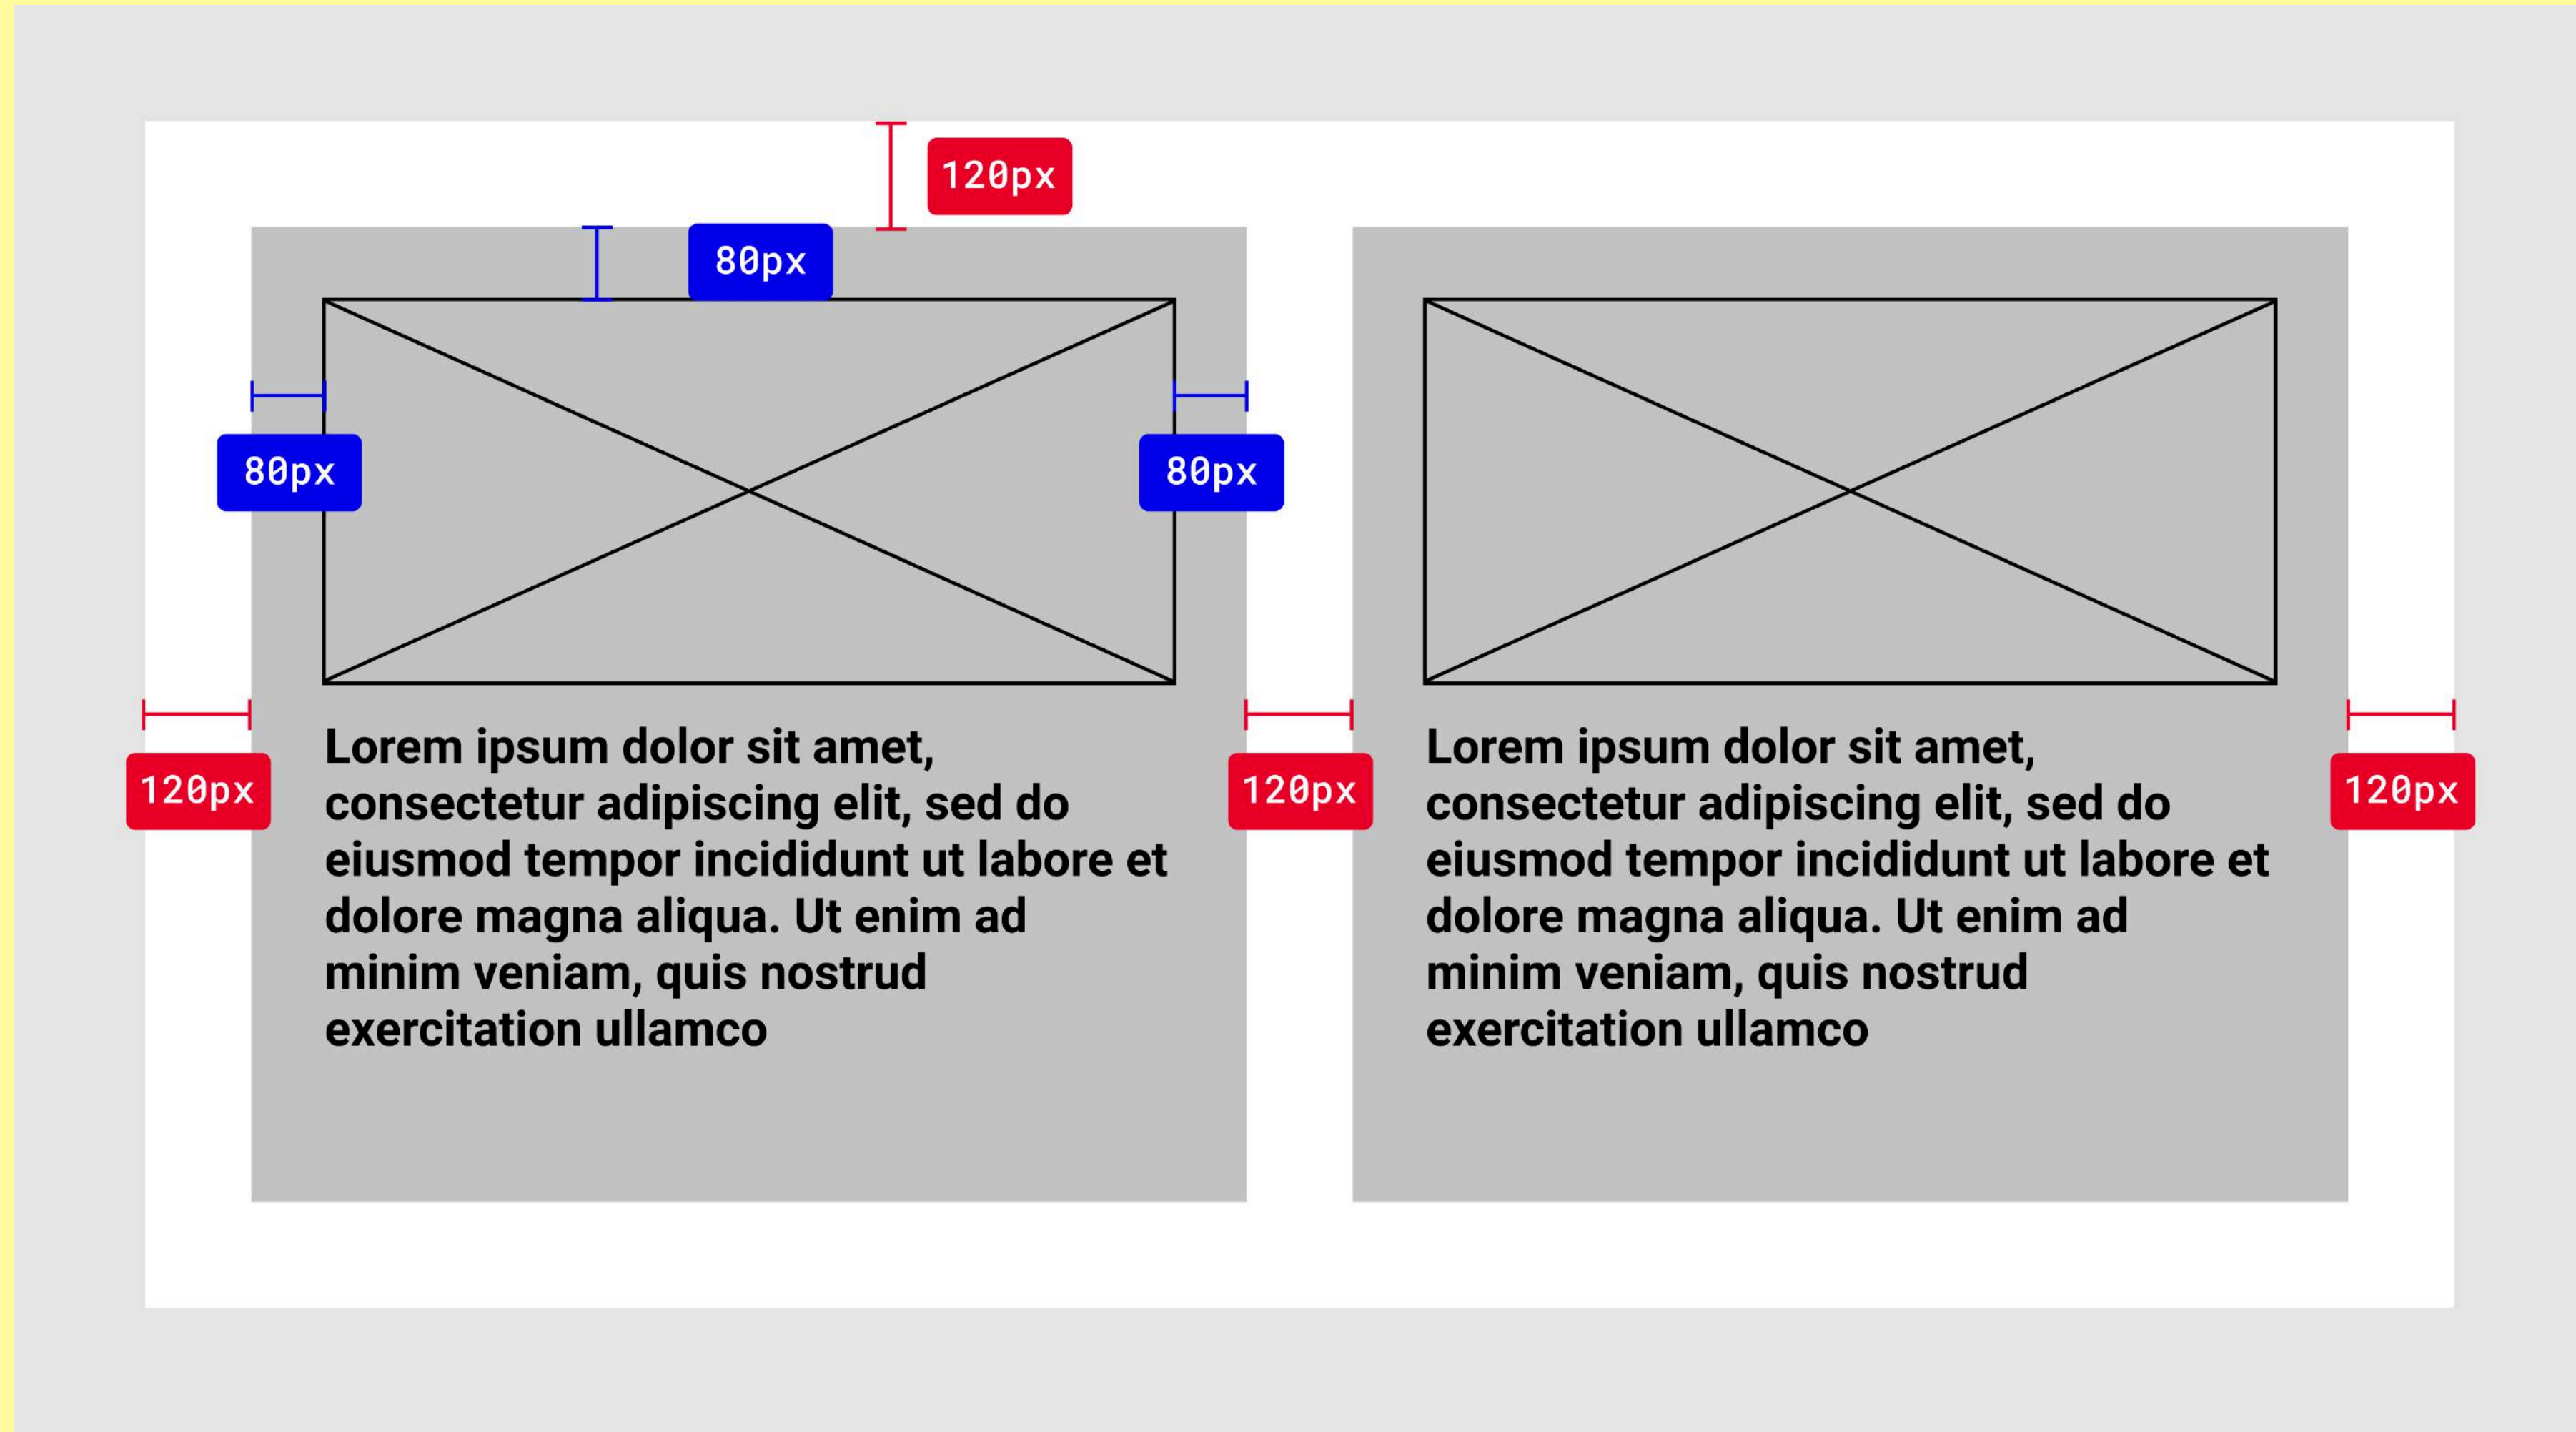 120px
80px
80px
80px
Lorem ipsum dolor sit amet,
consectetur adipiscing elit, sed do
eiusmod tempor incididunt ut labore et
dolore magna aliqua. Ut enim ad
minim veniam, quis nostrud
exercitation ullamco
120px
120px
Lorem ipsum dolor sit amet,
consectetur adipiscing elit, sed do
eiusmod tempor incididunt ut labore et
dolore magna aliqua. Ut enim ad
minim veniam, quis nostrud
exercitation ullamco
120px